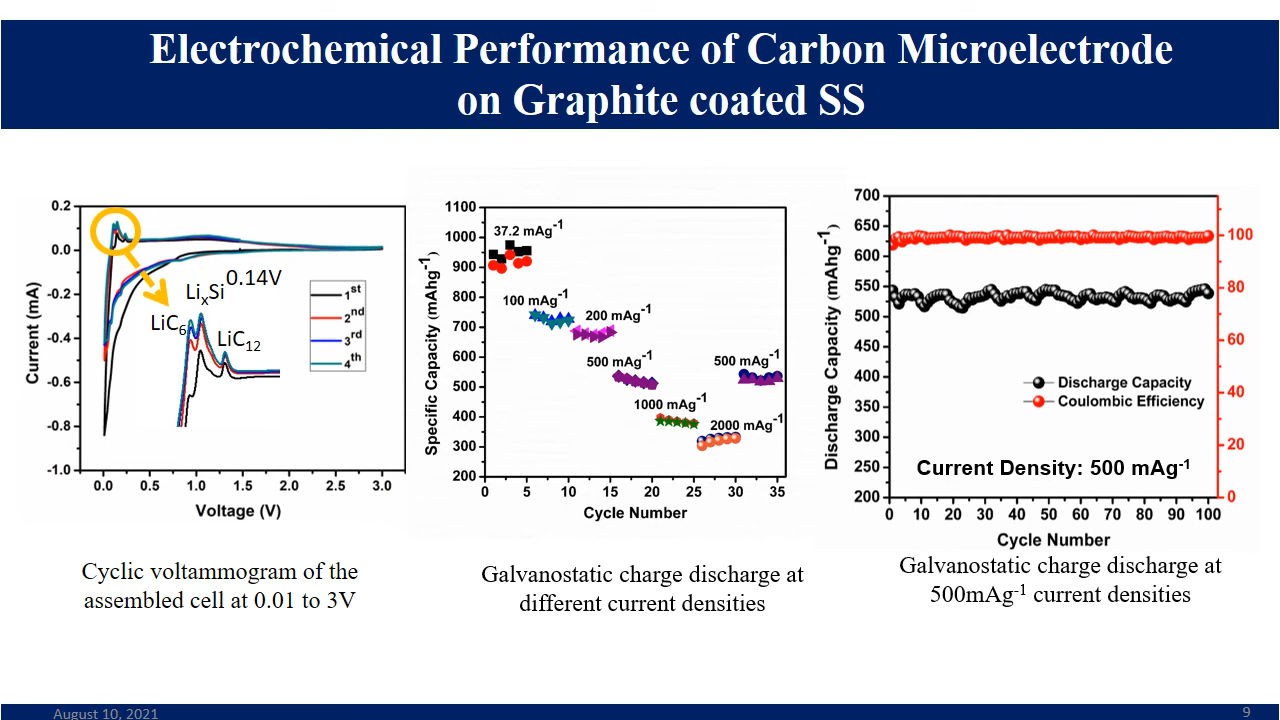 Electrochemical Performance of Carbon Microelectrode
on Graphite coated SS
0.2
0.0
-0.2
-0.4
-0.6
-0.8
-1.0
Current (mA)
0.0 0.5 1.0 1.5 2.0 2.5 3.0
Voltage (V)
LixSi 0.14V
LiC6
LiC12
1st
2nd
3rd
4th
Cyclic voltammogram of the
assembled cell at 0.01 to 3V
1100
1000
900
800
700
600
500
400
300
200
Specific Capacity (mAhg-1)
0 5 10 15 20 25 30 35
Cycle Number
37.2 mAg-1
100 mAg-1
200 mAg-1
500 mAg-1
500 mAg-1
1000 mAg-1
2000 mAg-1
Galvanostatic charge discharge at
different current densities
700
650
600
550
500
450
400
350
300
250
200
Discharge Capacity (mAhg-1)
100
80
60
40
20
0
Discharge Capacity
Coulombic Efficiency
Current Density: 500 mAg-1
0 10 20 30 40 50 60 70 80 90 100
Cycle Number
Galvanostatic charge discharge at
500mAg-1 current densities
August 10, 2021
9